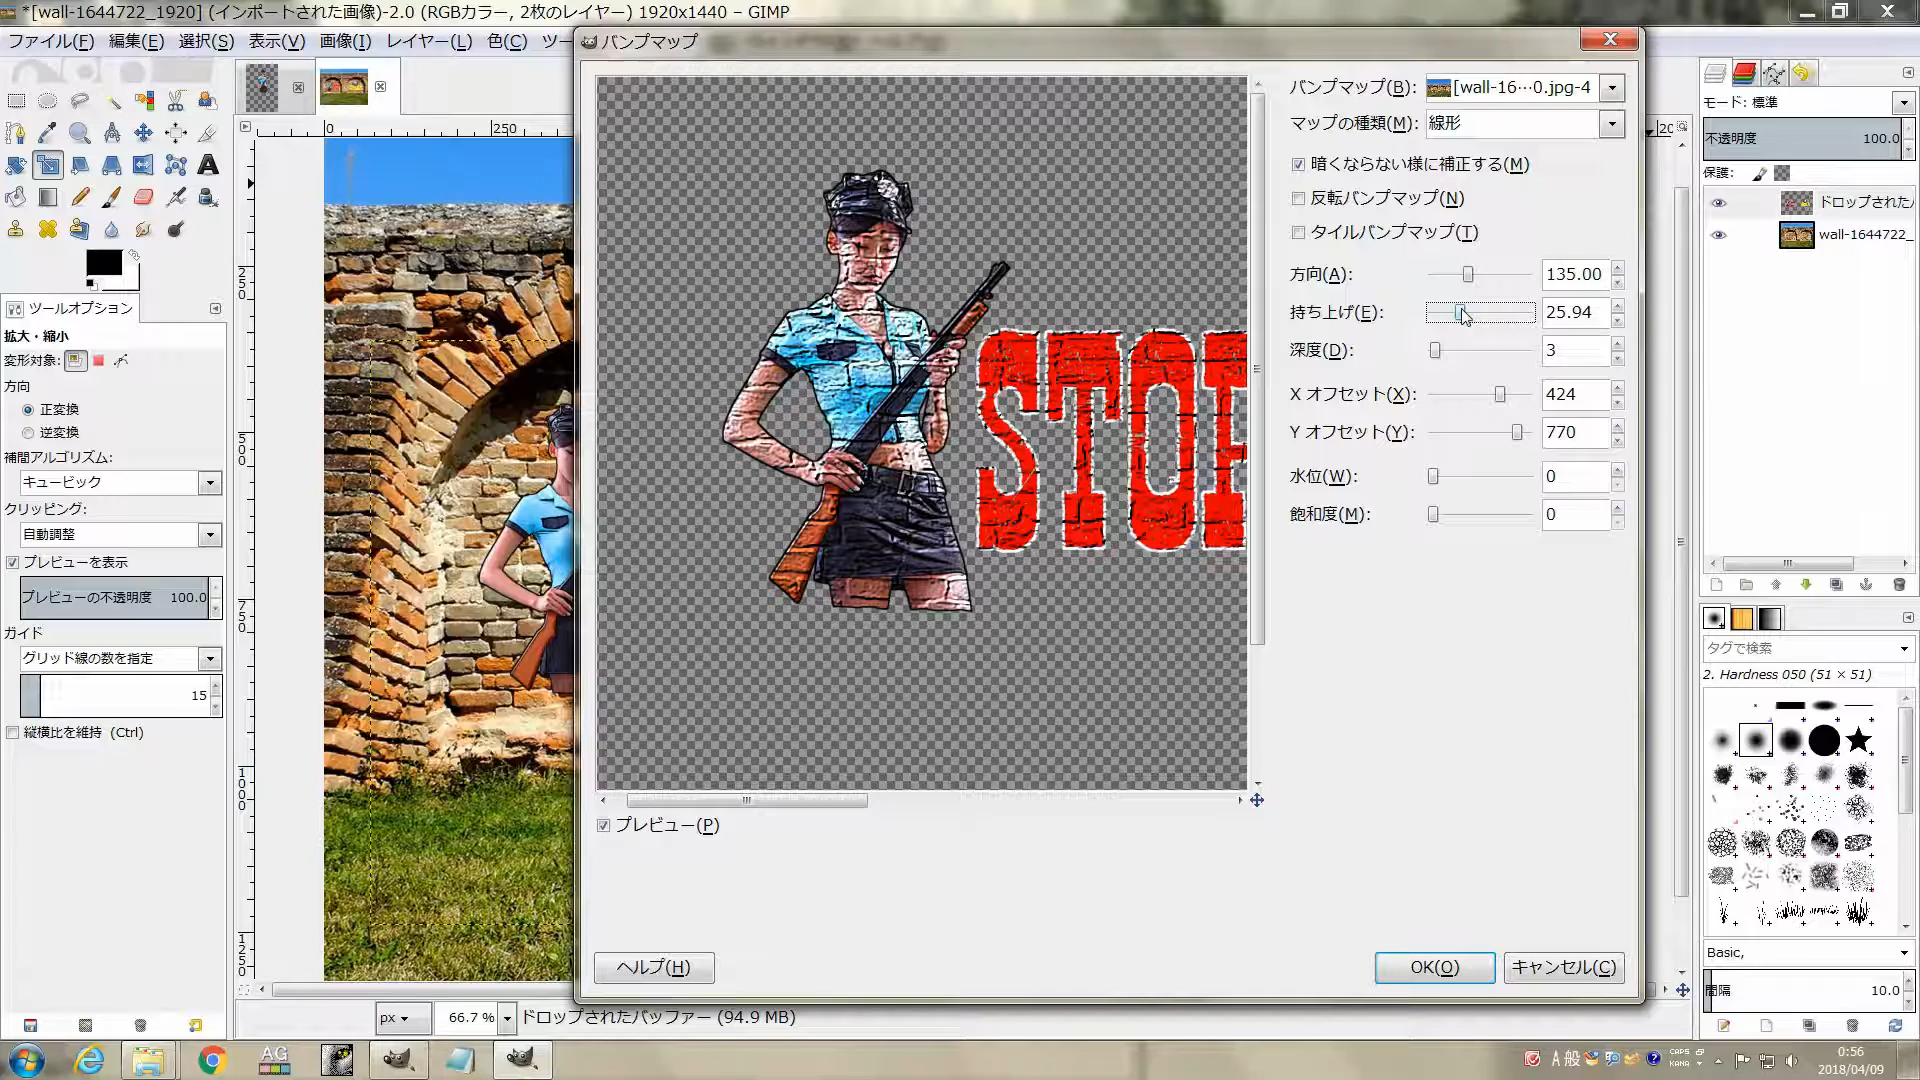 *[wall-1644722_1920] (インポートされた画像)-2.0 (RGBカラー, 2枚のレイヤー) 1920x1440 – GIMP
ファイル(F) 編集(E) 選択(S) 表示(V) 画像(I) レイヤー(L) 色(C) ツー
バンプマップ
バンプマップ(B): [wall-16…0.jpg-4
マップの種類(M): 線形
暗くならない様に補正する(M)
反転バンプマップ(N)
タイルバンプマップ(T)
方向(A): 135.00
持ち上げ(E): 25.94
深度(D): 3
X オフセット(X): 424
Y オフセット(Y): 770
水位(W): 0
飽和度(M): 0
プレビュー(P)
ヘルプ(H) OK(O) キャンセル(C)
STO
ツールオプション
拡大・縮小
変形対象:
方向
正変換
逆変換
補間アルゴリズム:
キュービック
クリッピング:
自動調整
プレビューを表示
プレビューの不透明度 100.0
ガイド
グリッド線の数を指定
15
縦横比を維持 (Ctrl)
0 250
250
500
750
1000
1250
px 66.7 % ドロップされたバッファー (94.9 MB)
モード: 標準
不透明度 100.0
保護:
ドロップされた
wall-1644722_
タグで検索
2. Hardness 050 (51 × 51)
Basic,
間隔 10.0
AG
A 般
CAPS
KANA
0:56
2018/04/09